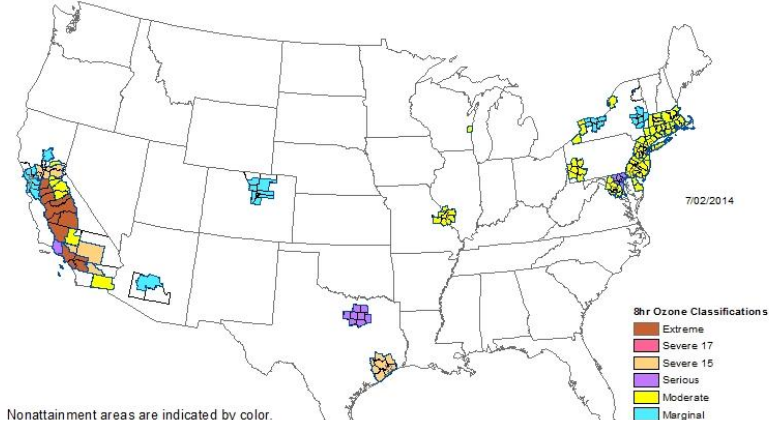 7/02/2014
8hr Ozone Classifications
Extreme
Severe 17
Severe 15
Serious
Moderate
Marginal
Nonattainment areas are indicated by color.